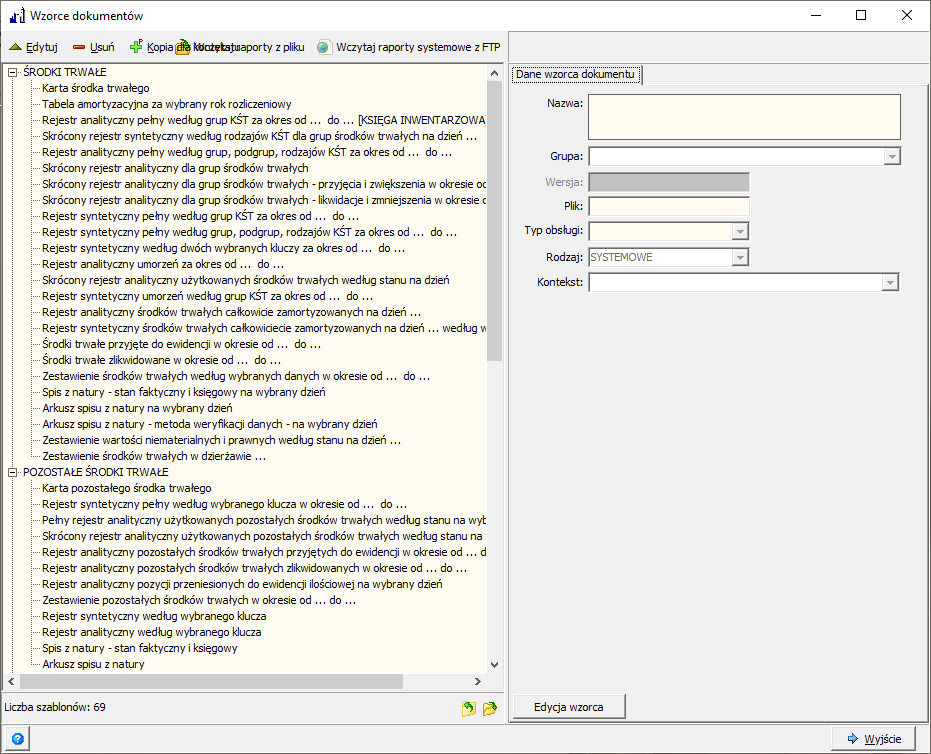 Wzorce dokumentów
Edytuj Usuń Kopia dla kontekstu Wczytaj raporty z pliku Wczytaj raporty systemowe z FTP
ŚRODKI TRWAŁE
Karta środka trwałego
Tabela amortyzacyjna za wybrany rok rozliczeniowy
Rejestr analityczny pełny według grup KŚT za okres od ... do ... [KSIĘGA INWENTARZOWA]
Skrócony rejestr syntetyczny według rodzajów KŚT dla grup środków trwałych na dzień ...
Rejestr analityczny pełny według grup, podgrup, rodzajów KŚT za okres od ... do ...
Skrócony rejestr analityczny dla grup środków trwałych
Skrócony rejestr analityczny dla grup środków trwałych - przyjęcia i zwiększenia w okresie od
Skrócony rejestr analityczny dla grup środków trwałych - likwidacje i zmniejszenia w okresie o
Rejestr syntetyczny pełny według grup KŚT za okres od ... do ...
Rejestr syntetyczny pełny według grup, podgrup, rodzajów KŚT za okres od ... do ...
Rejestr syntetyczny według dwóch wybranych kluczy za okres od ... do ...
Rejestr analityczny umorzeń za okres od ... do ...
Skrócony rejestr analityczny użytkowanych środków trwałych według stanu na dzień
Rejestr syntetyczny umorzeń według grup KŚT za okres od ... do ...
Rejestr analityczny środków trwałych całkowicie zamortyzowanych na dzień ...
Rejestr syntetyczny środków trwałych całkowiciecie zamortyzowanych na dzień ... według w
Środki trwałe przyjęte do ewidencji w okresie od ... do ...
Środki trwałe zlikwidowane w okresie od ... do ...
Zestawienie środków trwałych według wybranych danych w okresie od ... do ...
Spis z natury - stan faktyczny i księgowy na wybrany dzień
Arkusz spisu z natury na wybrany dzień
Arkusz spisu z natury - metoda weryfikacji danych - na wybrany dzień
Zestawienie wartości niematerialnych i prawnych według stanu na dzień ...
Zestawienie środków trwałych w dzierżawie ...
POZOSTAŁE ŚRODKI TRWAŁE
Karta pozostałego środka trwałego
Rejestr syntetyczny pełny według wybranego klucza w okresie od ... do ...
Pełny rejestr analityczny użytkowanych pozostałych środków trwałych według stanu na wyb
Skrócony rejestr analityczny użytkowanych pozostałych środków trwałych według stanu na
Rejestr analityczny pozostałych środków trwałych przyjętych do ewidencji w okresie od ... d
Rejestr analityczny pozostałych środków trwałych zlikwidowanych w okresie od ... do ...
Rejestr analityczny pozycji przeniesionych do ewidencji ilościowej na wybrany dzień
Zestawienie pozostałych środków trwałych w okresie od ... do ...
Rejestr syntetyczny według wybranego klucza
Rejestr analityczny według wybranego klucza
Spis z natury - stan faktyczny i księgowy
Arkusz spisu z natury
Liczba szablonów: 69
Dane wzorca dokumentu
Nazwa:
Grupa:
Wersja:
Plik:
Typ obsługi:
Rodzaj: SYSTEMOWE
Kontekst:
Edycja wzorca
Wyjście